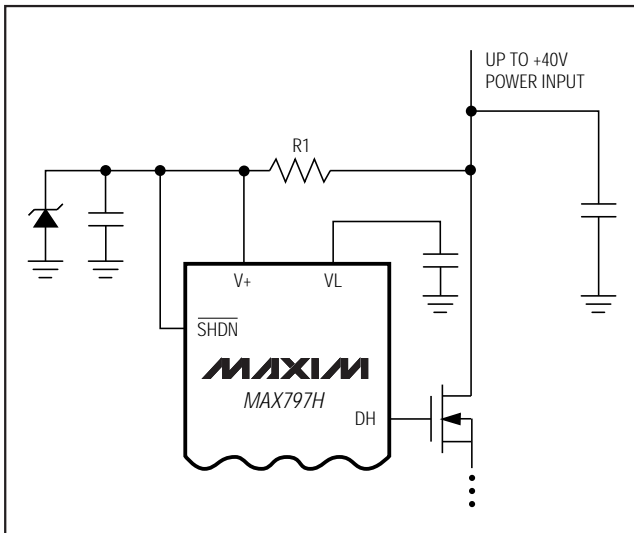 UP TO +40V
POWER INPUT
R1
V+
VL
SHDN
MAXIM
MAX797H
DH